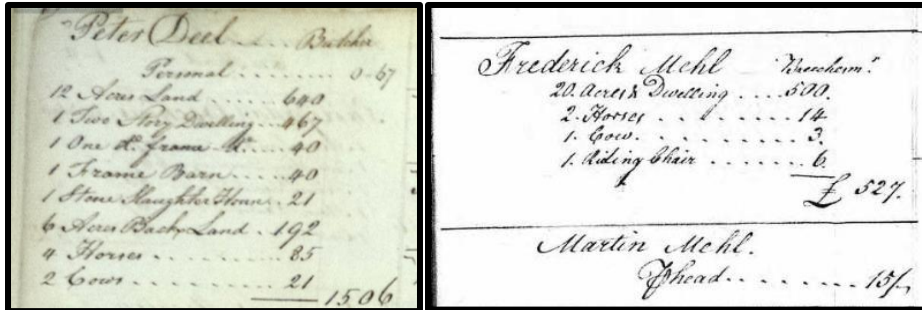 Peter Deel .... Butcher
Personal ........ 0-67
12 Acres Land ..... 640
1 Two Story Dwelling .. 467
1 One do. frame do. .... 40
1 Frame Barn .... 40
1 Stone Slaughter House . 21
6 Acres Back Land . 192
4 Horses ....... 85
2 Cows ........ 21
1506
Frederick Mehl Breechesmr.
20. Acres & Dwelling .... 500.
2. Horses ....... 14
1. Cow ......... 3.
1. Riding Chair ....... 6
£ 527.
Martin Mehl.
Phead ........ 15/-